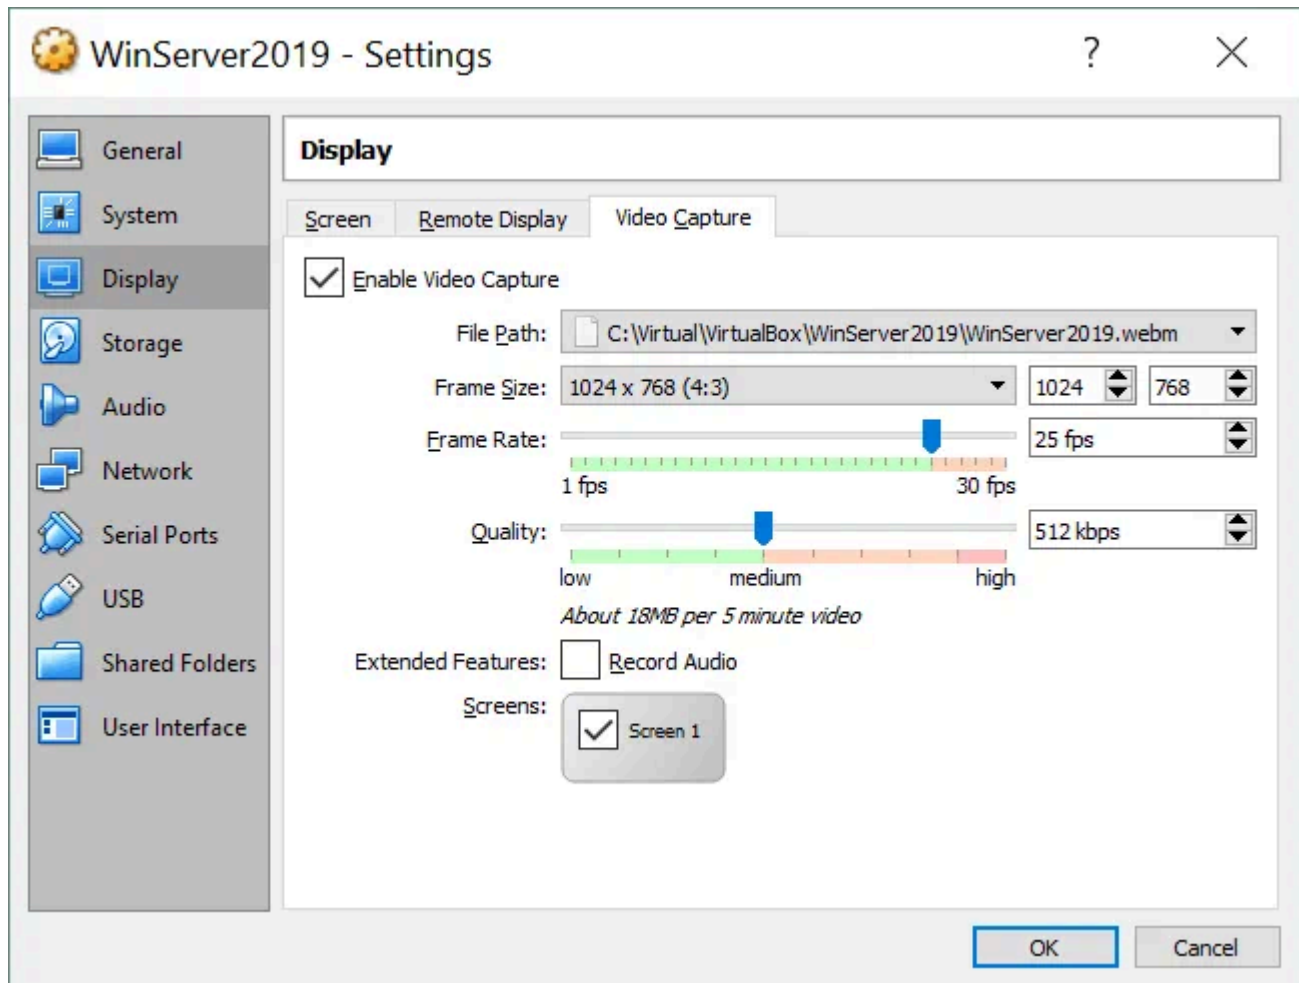 WinServer2019 - Settings ?
General
System
Display
Storage
Audio
Network
Serial Ports
USB
Shared Folders
User Interface
Display
Screen Remote Display Video Capture
Enable Video Capture
File Path: C:\Virtual\VirtualBox\WinServer2019\WinServer2019.webm
Frame Size: 1024 x 768 (4:3) 1024 768
Frame Rate: 25 fps
1 fps 30 fps
Quality: 512 kbps
low medium high
About 18MB per 5 minute video
Extended Features: Record Audio
Screens: Screen 1
OK Cancel